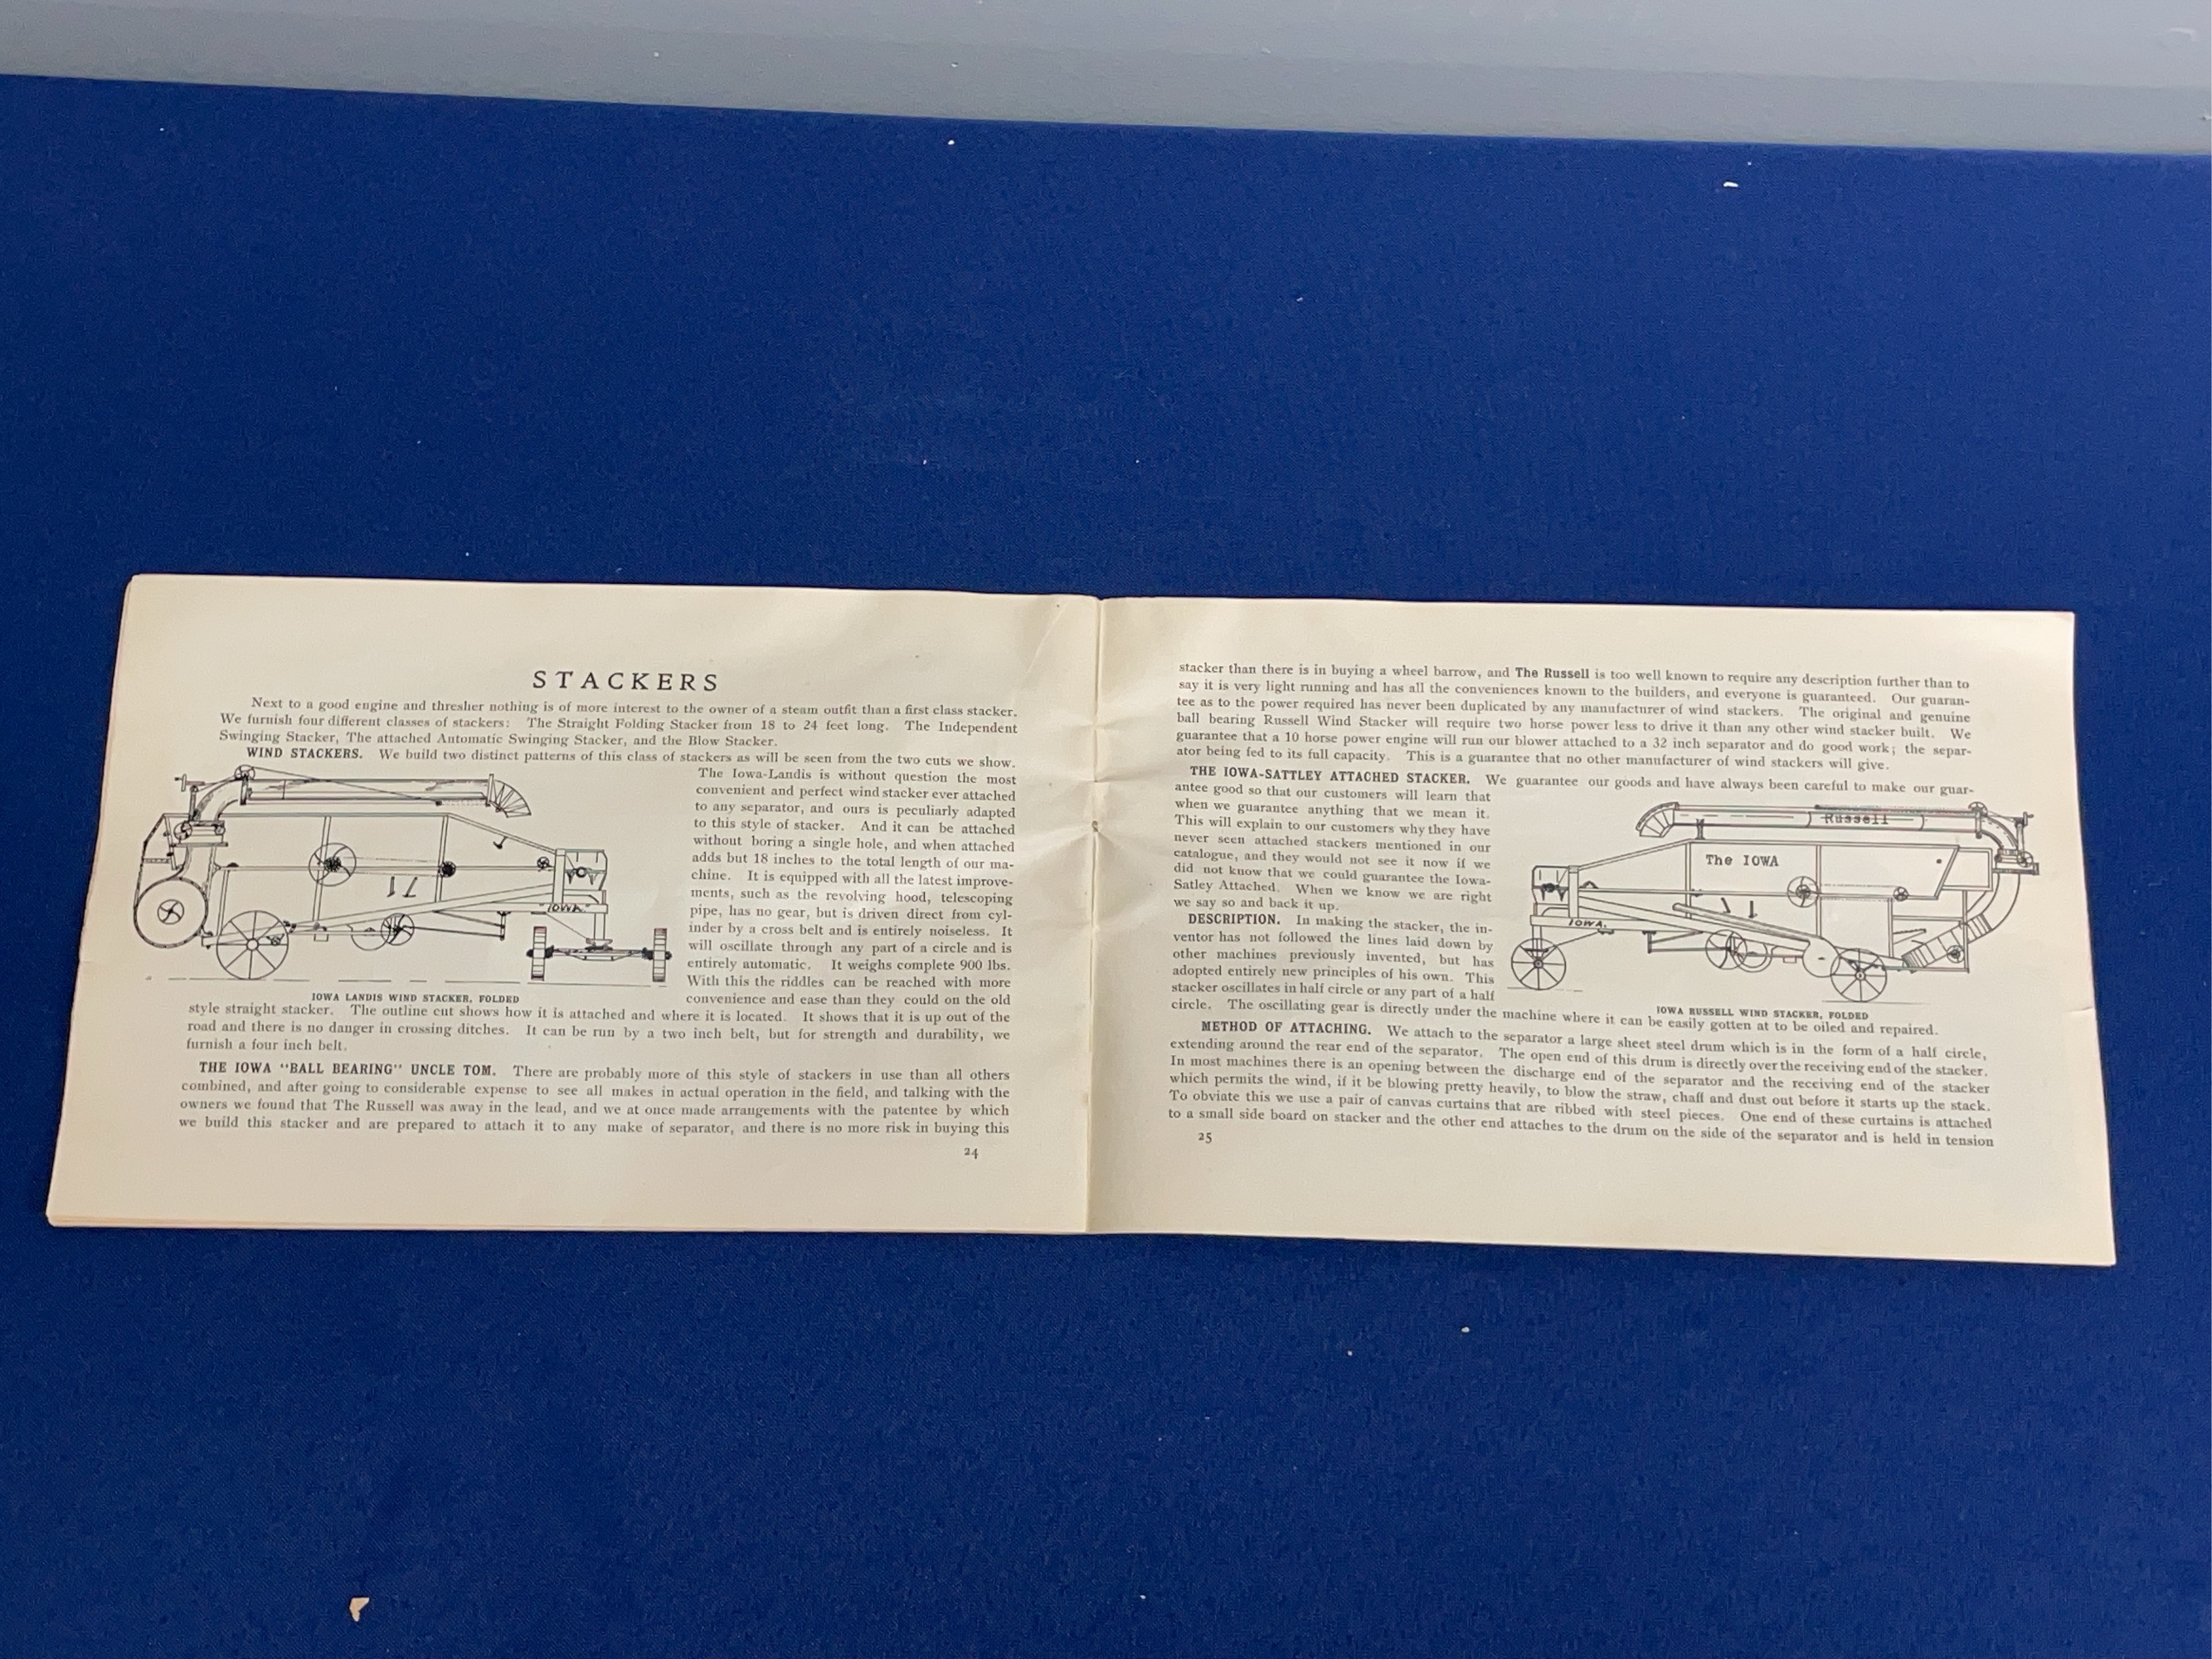 STACKERS
Next to a good engine and thresher nothing is of more interest to the owner of a steam outfit than a first class stacker.
We furnish four different classes of stackers: The Straight Folding Stacker from 18 to 24 feet long. The Independent
Swinging Stacker, The attached Automatic Swinging Stacker, and the Blow Stacker.
WIND STACKERS. We build two distinct patterns of this class of stackers as will be seen from the two cuts we show.
The Iowa-Landis is without question the most
convenient and perfect wind stacker ever attached
to any separator, and ours is peculiarly adapted
to this style of stacker. And it can be attached
without boring a single hole, and when attached
adds but 18 inches to the total length of our ma-
chine. It is equipped with all the latest improve-
ments, such as the revolving hood, telescoping
pipe, has no gear, but is driven direct from cyl-
inder by a cross belt and is entirely noiseless. It
will oscillate through any part of a circle and is
entirely automatic. It weighs complete 900 lbs.
With this the riddles can be reached with more
convenience and ease than they could on the old
"IOWA"
IOWA LANDIS WIND STACKER, FOLDED
style straight stacker. The outline cut shows how it is attached and where it is located. It shows that it is up out of the
road and there is no danger in crossing ditches. It can be run by a two inch belt, but for strength and durability, we
furnish a four inch belt.
THE IOWA "BALL BEARING" UNCLE TOM. There are probably more of this style of stackers in use than all others
combined, and after going to considerable expense to see all makes in actual operation in the field, and talking with the
owners we found that The Russell was away in the lead, and we at once made arrangements with the patentee by which
we build this stacker and are prepared to attach it to any make of separator, and there is no more risk in buying this
24
stacker than there is in buying a wheel barrow, and The Russell is too well known to require any description further than to
say it is very light running and has all the conveniences known to the builders, and everyone is guaranteed. Our guaran-
tee as to the power required has never been duplicated by any manufacturer of wind stackers. The original and genuine
ball bearing Russell Wind Stacker will require two horse power less to drive it than any other wind stacker built. We
guarantee that a 10 horse power engine will run our blower attached to a 32 inch separator and do good work; the separ-
ator being fed to its full capacity. This is a guarantee that no other manufacturer of wind stackers will give.
THE IOWA-SATTLEY ATTACHED STACKER. We guarantee our goods and have always been careful to make our guar-
antee good so that our customers will learn that
when we guarantee anything that we mean it.
This will explain to our customers why they have
never seen attached stackers mentioned in our
catalogue, and they would not see it now if we
did not know that we could guarantee the Iowa-
Satley Attached. When we know we are right
we say so and back it up.
DESCRIPTION. In making the stacker, the in-
ventor has not followed the lines laid down by
other machines previously invented, but has
adopted entirely new principles of his own. This
stacker oscillates in half circle or any part of a half
circle. The oscillating gear is directly under the machine where it can be easily gotten at to be oiled and repaired.
Russell
The IOWA
IOWA.
IOWA RUSSELL WIND STACKER, FOLDED
METHOD OF ATTACHING. We attach to the separator a large sheet steel drum which is in the form of a half circle,
extending around the rear end of the separator. The open end of this drum is directly over the receiving end of the stacker.
In most machines there is an opening between the discharge end of the separator and the receiving end of the stacker
which permits the wind, if it be blowing pretty heavily, to blow the straw, chaff and dust out before it starts up the stack.
To obviate this we use a pair of canvas curtains that are ribbed with steel pieces. One end of these curtains is attached
to a small side board on stacker and the other end attaches to the drum on the side of the separator and is held in tension
25